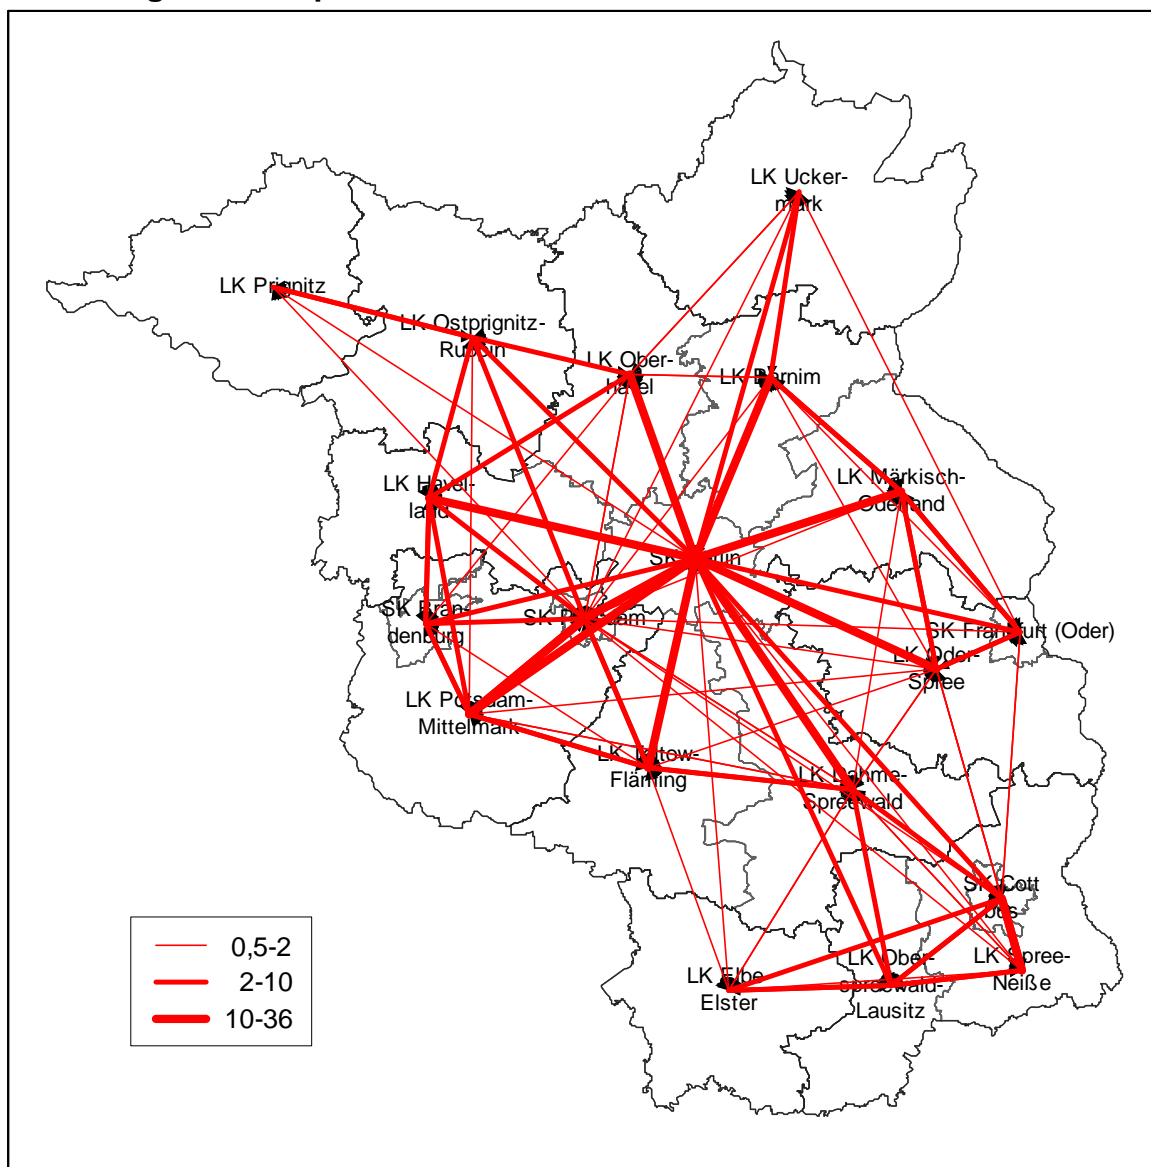 LK Ucker-
mark
LK Prignitz
LK Ostprignitz-
Ruppin
LK Ober-
havel
LK Barnim
LK Havel-
land
LK Märkisch-
Oderland
SK Berlin
SK Bran-
denburg
SK Potsdam
SK Frankfurt (Oder)
LK Oder-
Spree
LK Potsdam-
Mittelmark
LK Teltow-
Fläming
LK Dahme-
Spreewald
SK Cott
bus
LK Elbe
Elster
LK Ober-
spreewald-
Lausitz
LK Spree-
Neiße
0,5-2
2-10
10-36